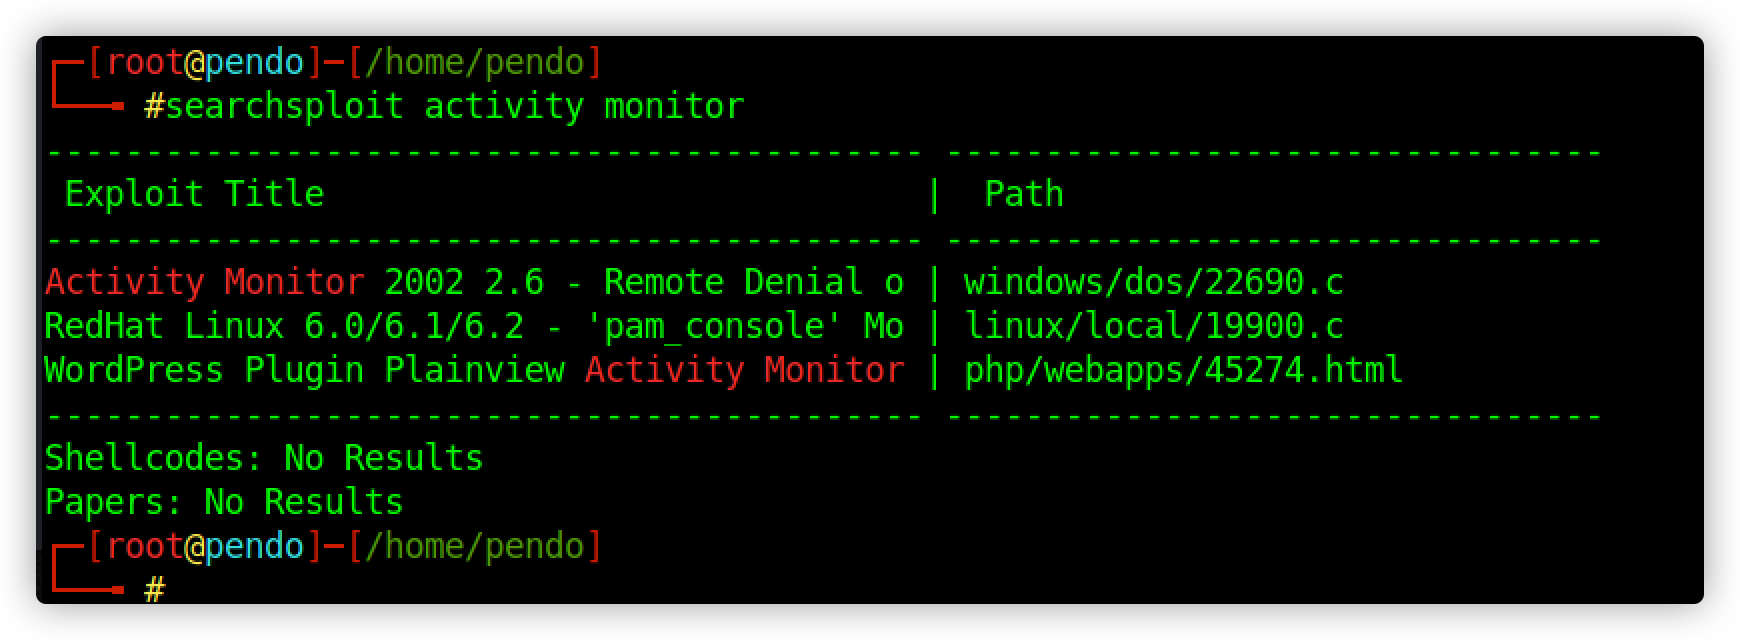 [root@pendo]─[/home/pendo]
#searchsploit activity monitor
-------------------------------------------- ---------------------------------
Exploit Title | Path
-------------------------------------------- ---------------------------------
Activity Monitor 2002 2.6 - Remote Denial o | windows/dos/22690.c
RedHat Linux 6.0/6.1/6.2 - 'pam_console' Mo | linux/local/19900.c
WordPress Plugin Plainview Activity Monitor | php/webapps/45274.html
-------------------------------------------- ---------------------------------
Shellcodes: No Results
Papers: No Results
[root@pendo]─[/home/pendo]
#